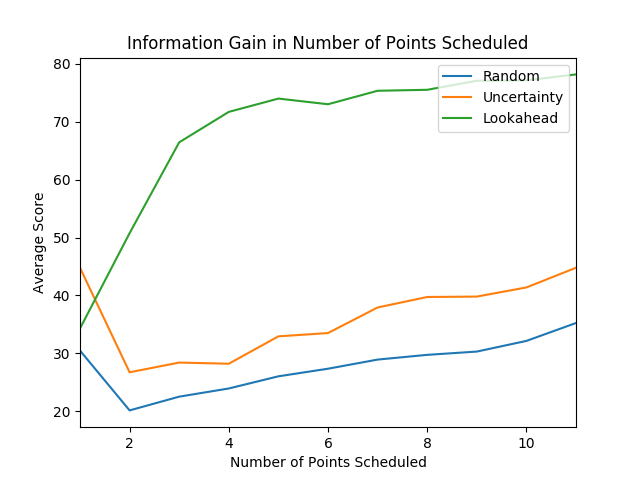 Information Gain in Number of Points Scheduled
80
70
60
50
40
30
20
Average Score
Random
Uncertainty
Lookahead
2
4
6
8
10
Number of Points Scheduled